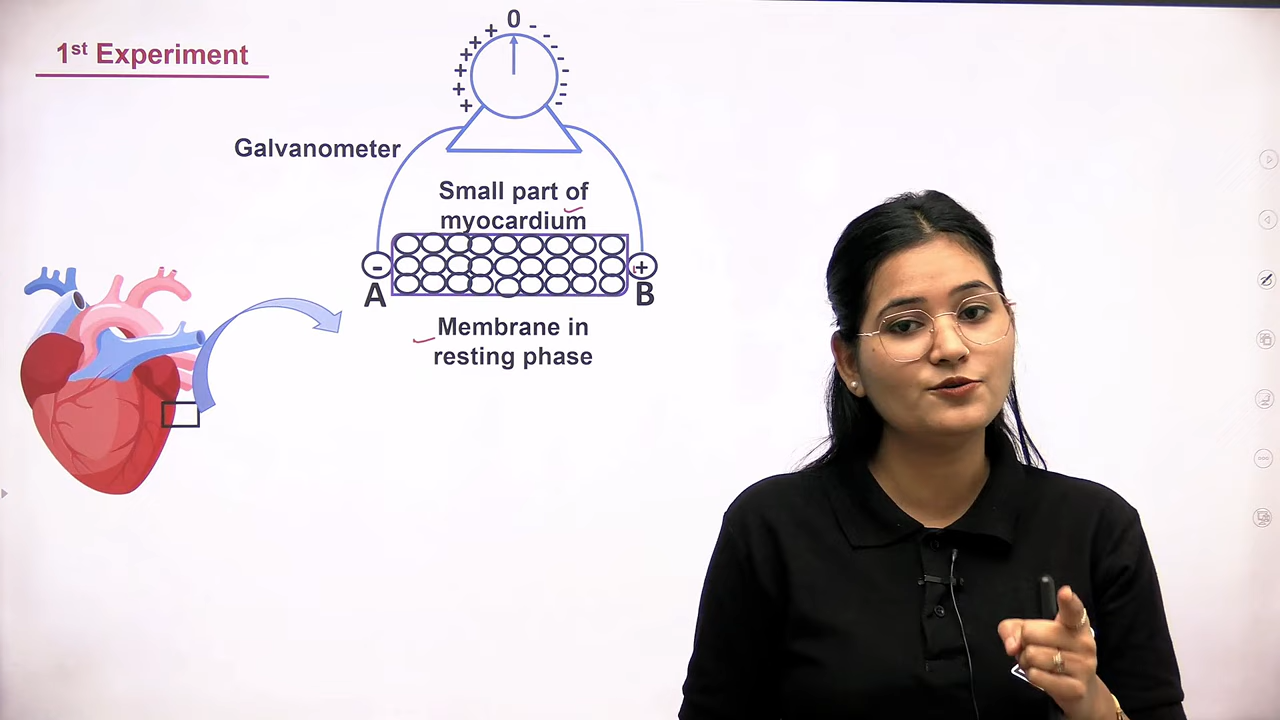 1st Experiment
0
Galvanometer
Small part of
myocardium
- +
A B
Membrane in
resting phase